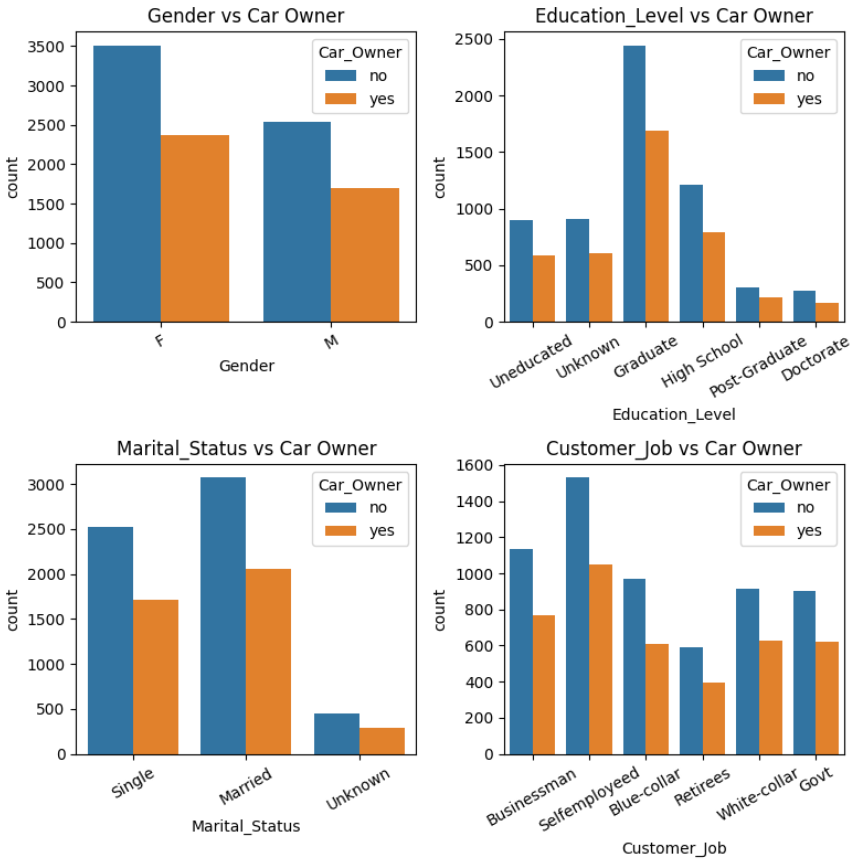 Gender vs Car Owner
Car_Owner
no
yes
3500
3000
2500
2000
1500
1000
500
0
count
F
M
Gender
Education_Level vs Car Owner
Car_Owner
no
yes
2500
2000
1500
1000
500
0
count
Uneducated
Unknown
Graduate
High School
Post-Graduate
Doctorate
Education_Level
Marital_Status vs Car Owner
Car_Owner
no
yes
3000
2500
2000
1500
1000
500
0
count
Single
Married
Unknown
Marital_Status
Customer_Job vs Car Owner
Car_Owner
no
yes
1600
1400
1200
1000
800
600
400
200
0
count
Businessman
Selfemployeed
Blue-collar
Retirees
White-collar
Govt
Customer_Job